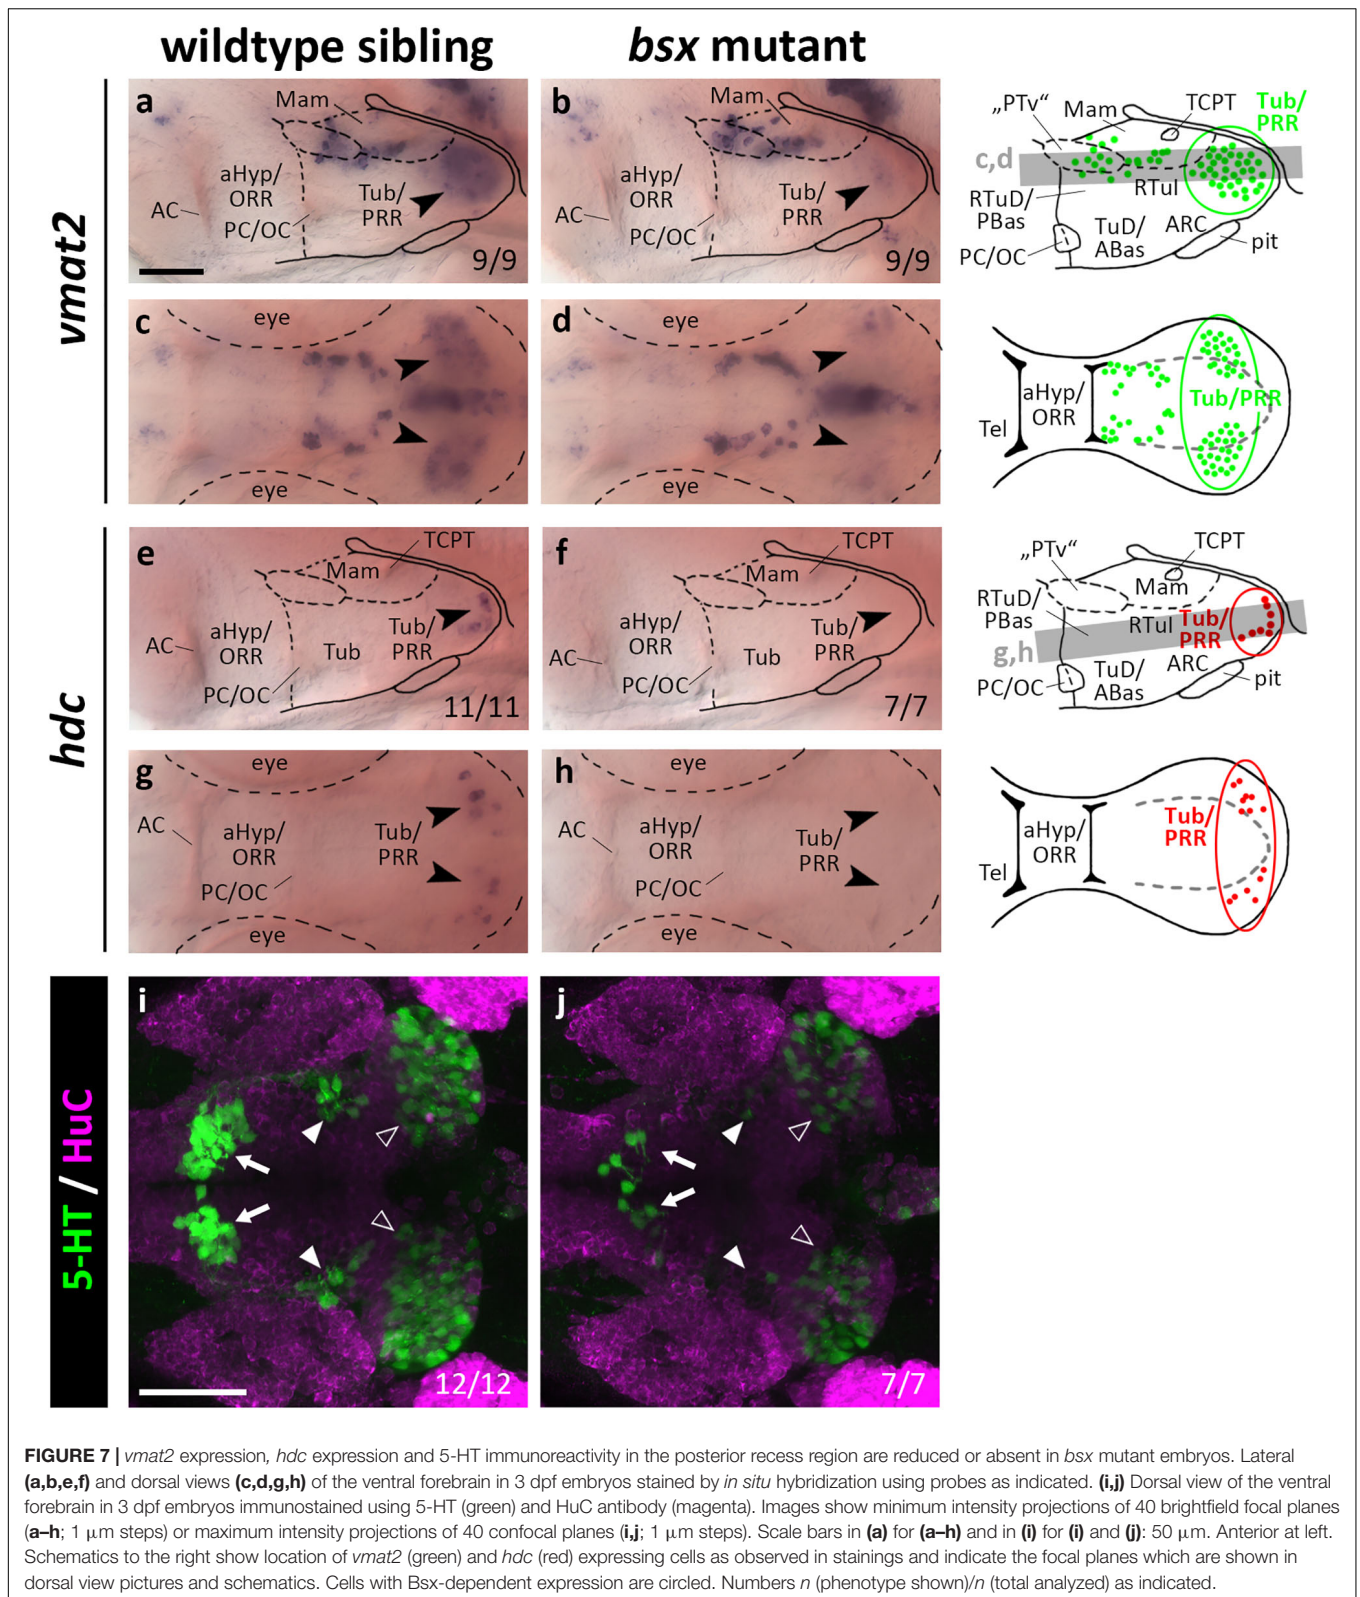 wildtype sibling
bsx mutant
vmat2
a
Mam
aHyp/
ORR
Tub/
PRR
AC
PC/OC
9/9
b
Mam
aHyp/
ORR
Tub/
PRR
AC
PC/OC
9/9
„PTv“
Mam
TCPT
Tub/
PRR
c,d
RTuD/
PBas
RTuI
TuD/
ABas
ARC
PC/OC
pit
c
eye
eye
d
eye
eye
aHyp/
ORR
Tel
Tub/PRR
hdc
e
TCPT
Mam
aHyp/
ORR
Tub
Tub/
PRR
AC
PC/OC
11/11
f
TCPT
Mam
aHyp/
ORR
Tub
Tub/
PRR
AC
PC/OC
7/7
„PTv“
TCPT
Mam
RTuD/
PBas
RTuI
Tub/
PRR
g,h
TuD/
ABas
ARC
PC/OC
pit
g
eye
AC
aHyp/
ORR
Tub/
PRR
PC/OC
eye
h
eye
AC
aHyp/
ORR
Tub/
PRR
PC/OC
eye
Tub/
PRR
aHyp/
ORR
Tel
5-HT / HuC
i
12/12
j
7/7
FIGURE 7 | vmat2 expression, hdc expression and 5-HT immunoreactivity in the posterior recess region are reduced or absent in bsx mutant embryos. Lateral
(a,b,e,f) and dorsal views (c,d,g,h) of the ventral forebrain in 3 dpf embryos stained by in situ hybridization using probes as indicated. (i,j) Dorsal view of the ventral
forebrain in 3 dpf embryos immunostained using 5-HT (green) and HuC antibody (magenta). Images show minimum intensity projections of 40 brightfield focal planes
(a–h; 1 μm steps) or maximum intensity projections of 40 confocal planes (i,j; 1 μm steps). Scale bars in (a) for (a–h) and in (i) for (i) and (j): 50 μm. Anterior at left.
Schematics to the right show location of vmat2 (green) and hdc (red) expressing cells as observed in stainings and indicate the focal planes which are shown in
dorsal view pictures and schematics. Cells with Bsx-dependent expression are circled. Numbers n (phenotype shown)/n (total analyzed) as indicated.